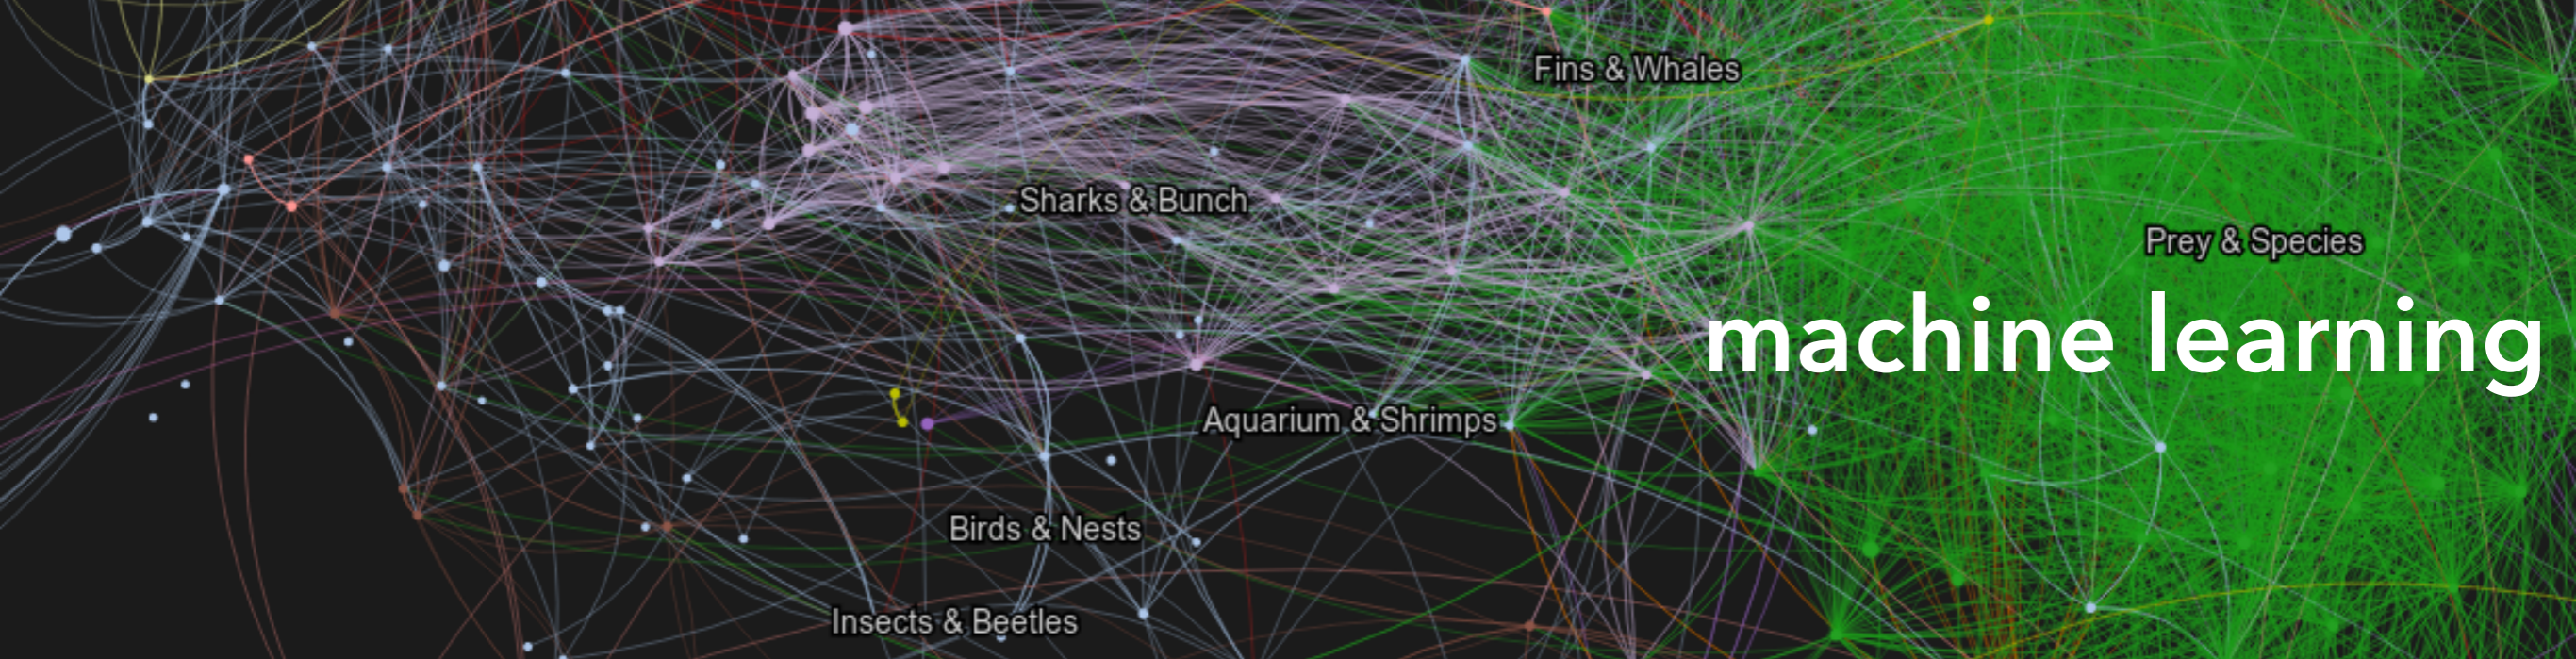 Fins & Whales
Sharks & Bunch
Prey & Species
machine learning
Aquarium & Shrimps
Birds & Nests
Insects & Beetles